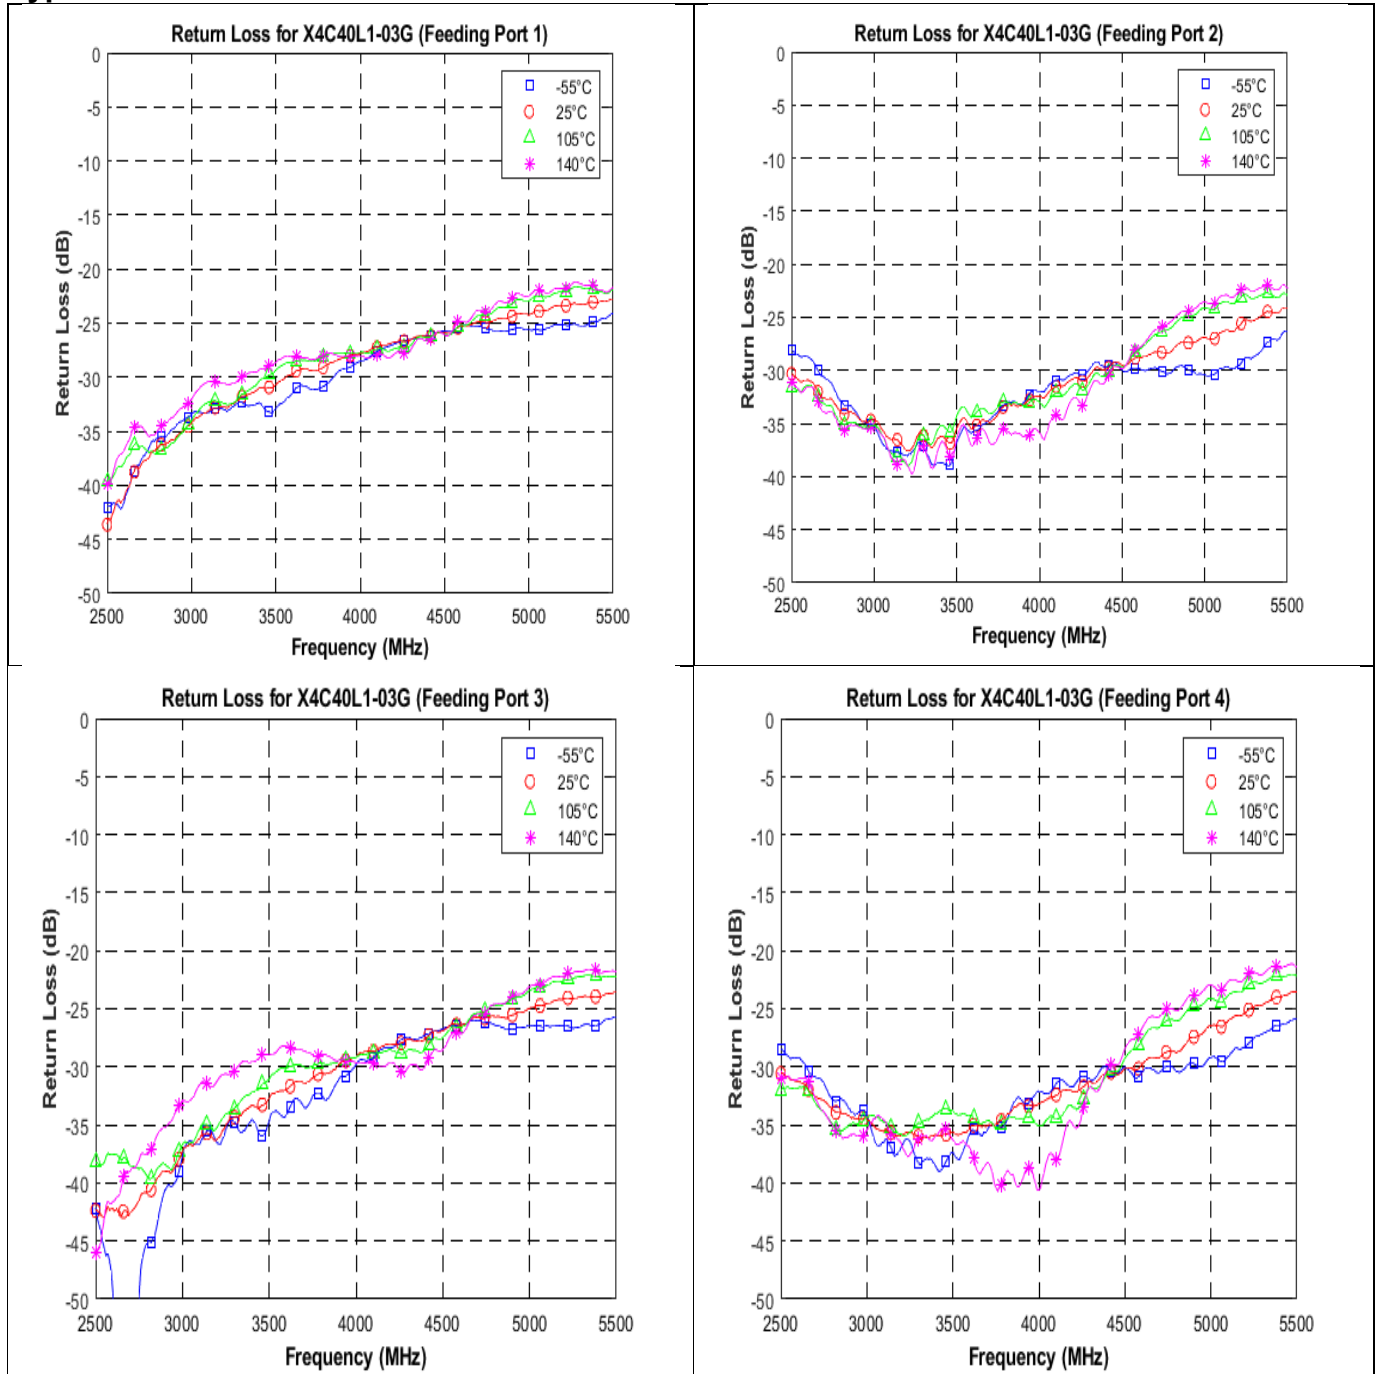 Return Loss for X4C40L1-03G (Feeding Port 1)
0
-5
-10
-15
-20
-25
-30
-35
-40
-45
-50
Return Loss (dB)
-55°C
25°C
105°C
140°C
2500 3000 3500 4000 4500 5000 5500
Frequency (MHz)
Return Loss for X4C40L1-03G (Feeding Port 2)
0
-5
-10
-15
-20
-25
-30
-35
-40
-45
-50
Return Loss (dB)
-55°C
25°C
105°C
140°C
2500 3000 3500 4000 4500 5000 5500
Frequency (MHz)
Return Loss for X4C40L1-03G (Feeding Port 3)
0
-5
-10
-15
-20
-25
-30
-35
-40
-45
-50
Return Loss (dB)
-55°C
25°C
105°C
140°C
2500 3000 3500 4000 4500 5000 5500
Frequency (MHz)
Return Loss for X4C40L1-03G (Feeding Port 4)
0
-5
-10
-15
-20
-25
-30
-35
-40
-45
-50
Return Loss (dB)
-55°C
25°C
105°C
140°C
2500 3000 3500 4000 4500 5000 5500
Frequency (MHz)